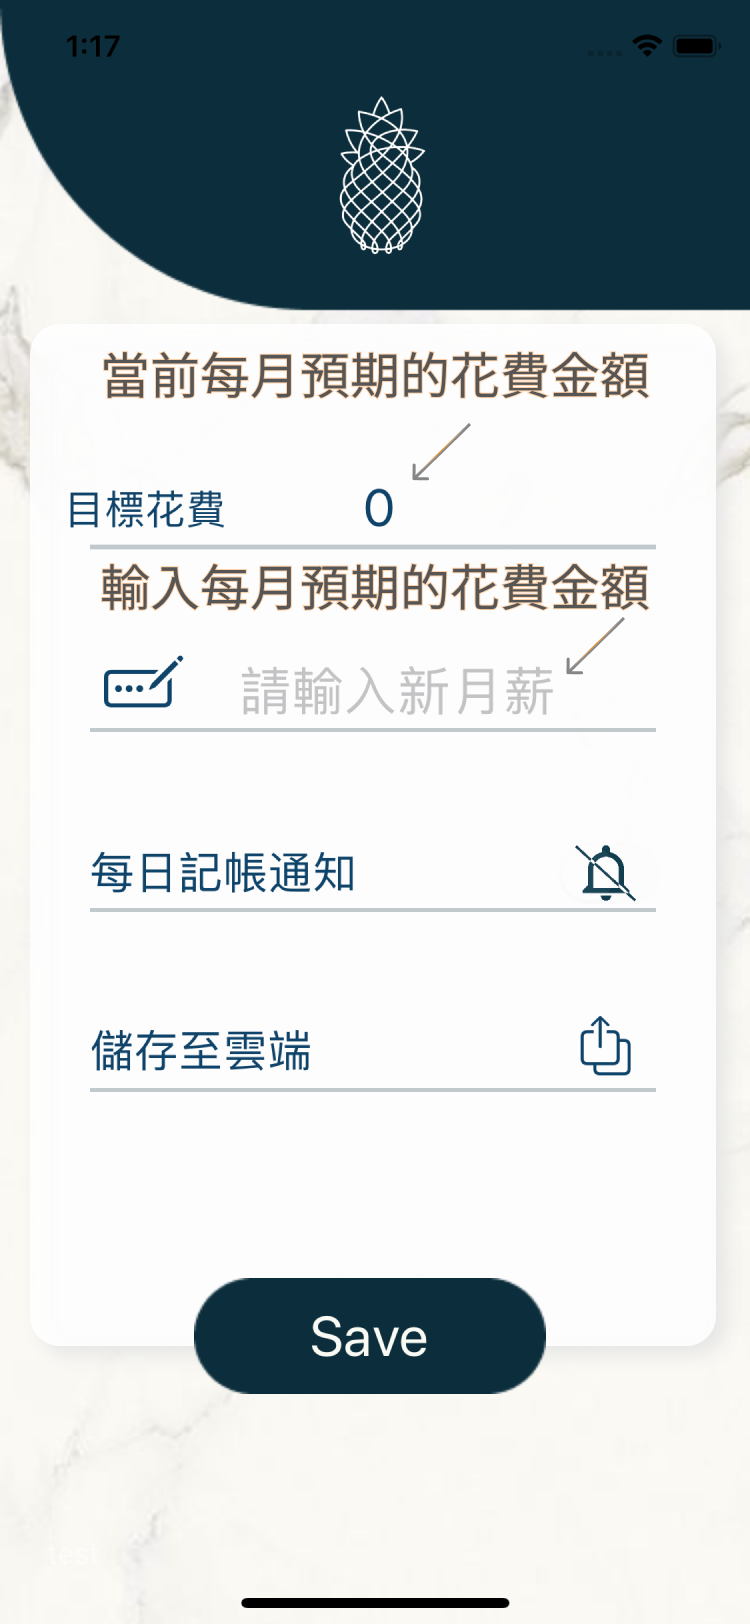 1:17
當前每月預期的花費金額
目標花費 0
輸入每月預期的花費金額
請輸入新月薪
每日記帳通知
儲存至雲端
Save
test